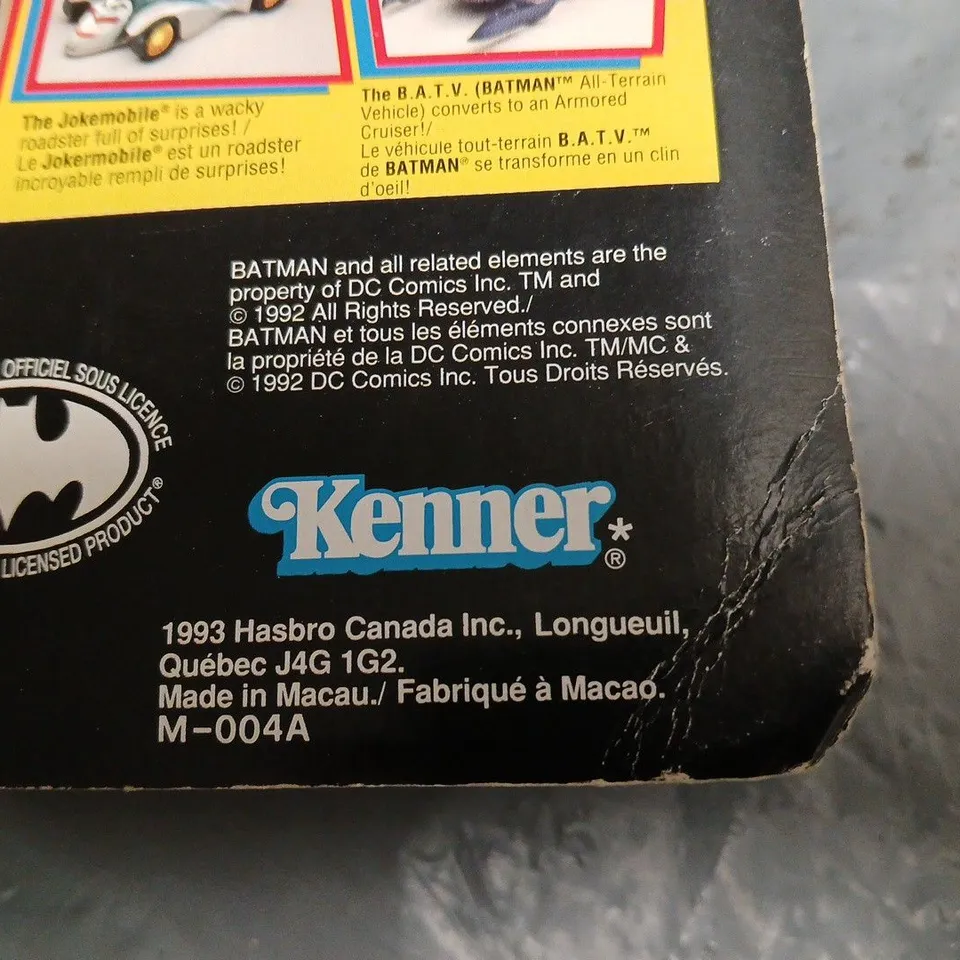 The Jokemobile® is a wacky
roadster full of surprises! /
Le Jokermobile® est un roadster
incroyable rempli de surprises!
The B.A.T.V. (BATMAN™ All-Terrain
Vehicle) converts to an Armored
Cruiser!/
Le véhicule tout-terrain B.A.T.V.™
de BATMAN® se transforme en un clin
d'oeil!
BATMAN and all related elements are the
property of DC Comics Inc. TM and
© 1992 All Rights Reserved./
BATMAN et tous les éléments connexes sont
la propriété de la DC Comics Inc. TM/MC &
© 1992 DC Comics Inc. Tous Droits Réservés.
OFFICIEL SOUS LICENCE
LICENSED PRODUCT®
Kenner*®
1993 Hasbro Canada Inc., Longueuil,
Québec J4G 1G2.
Made in Macau./ Fabriqué à Macao.
M-004A